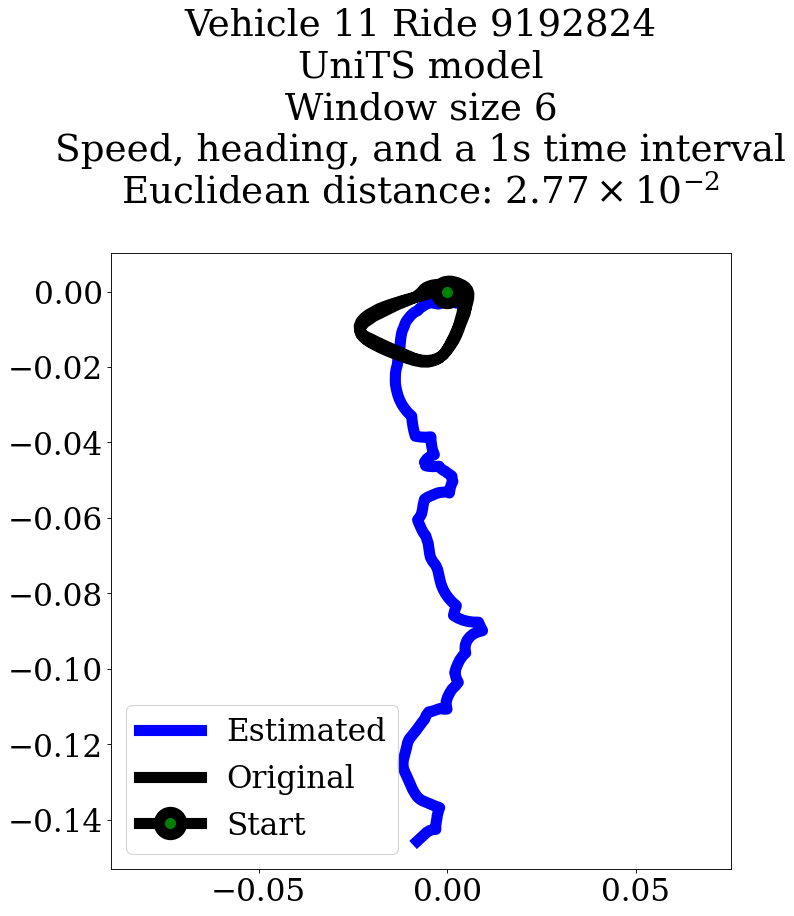 Vehicle 11 Ride 9192824
UniTS model
Window size 6
Speed, heading, and a 1s time interval
Euclidean distance: 2.77 × 10⁻²
0.00
−0.02
−0.04
−0.06
−0.08
−0.10
−0.12
−0.14
Estimated
Original
Start
−0.05 0.00 0.05